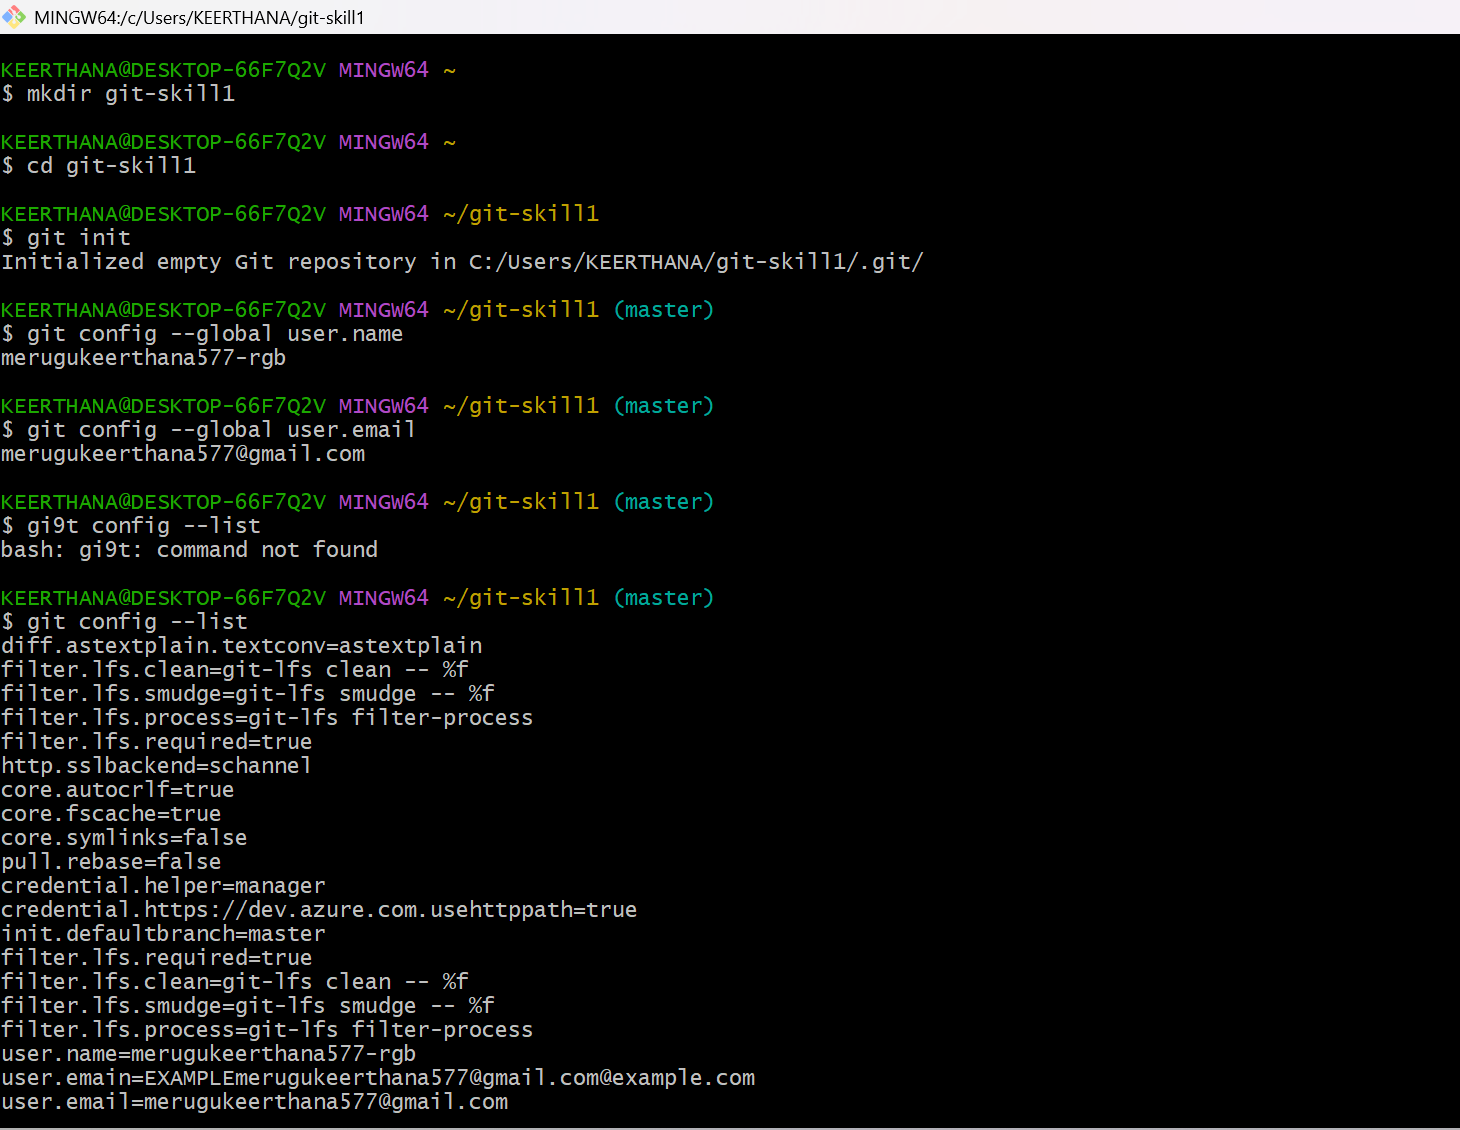 MINGW64:/c/Users/KEERTHANA/git-skill1
KEERTHANA@DESKTOP-66F7Q2V MINGW64 ~
$ mkdir git-skill1
KEERTHANA@DESKTOP-66F7Q2V MINGW64 ~
$ cd git-skill1
KEERTHANA@DESKTOP-66F7Q2V MINGW64 ~/git-skill1
$ git init
Initialized empty Git repository in C:/Users/KEERTHANA/git-skill1/.git/
KEERTHANA@DESKTOP-66F7Q2V MINGW64 ~/git-skill1 (master)
$ git config --global user.name
merugukeerthana577-rgb
KEERTHANA@DESKTOP-66F7Q2V MINGW64 ~/git-skill1 (master)
$ git config --global user.email
merugukeerthana577@gmail.com
KEERTHANA@DESKTOP-66F7Q2V MINGW64 ~/git-skill1 (master)
$ gi9t config --list
bash: gi9t: command not found
KEERTHANA@DESKTOP-66F7Q2V MINGW64 ~/git-skill1 (master)
$ git config --list
diff.astextplain.textconv=astextplain
filter.lfs.clean=git-lfs clean -- %f
filter.lfs.smudge=git-lfs smudge -- %f
filter.lfs.process=git-lfs filter-process
filter.lfs.required=true
http.sslbackend=schannel
core.autocrlf=true
core.fscache=true
core.symlinks=false
pull.rebase=false
credential.helper=manager
credential.https://dev.azure.com.usehttppath=true
init.defaultbranch=master
filter.lfs.required=true
filter.lfs.clean=git-lfs clean -- %f
filter.lfs.smudge=git-lfs smudge -- %f
filter.lfs.process=git-lfs filter-process
user.name=merugukeerthana577-rgb
user.emain=EXAMPLEmerugukeerthana577@gmail.com@example.com
user.email=merugukeerthana577@gmail.com